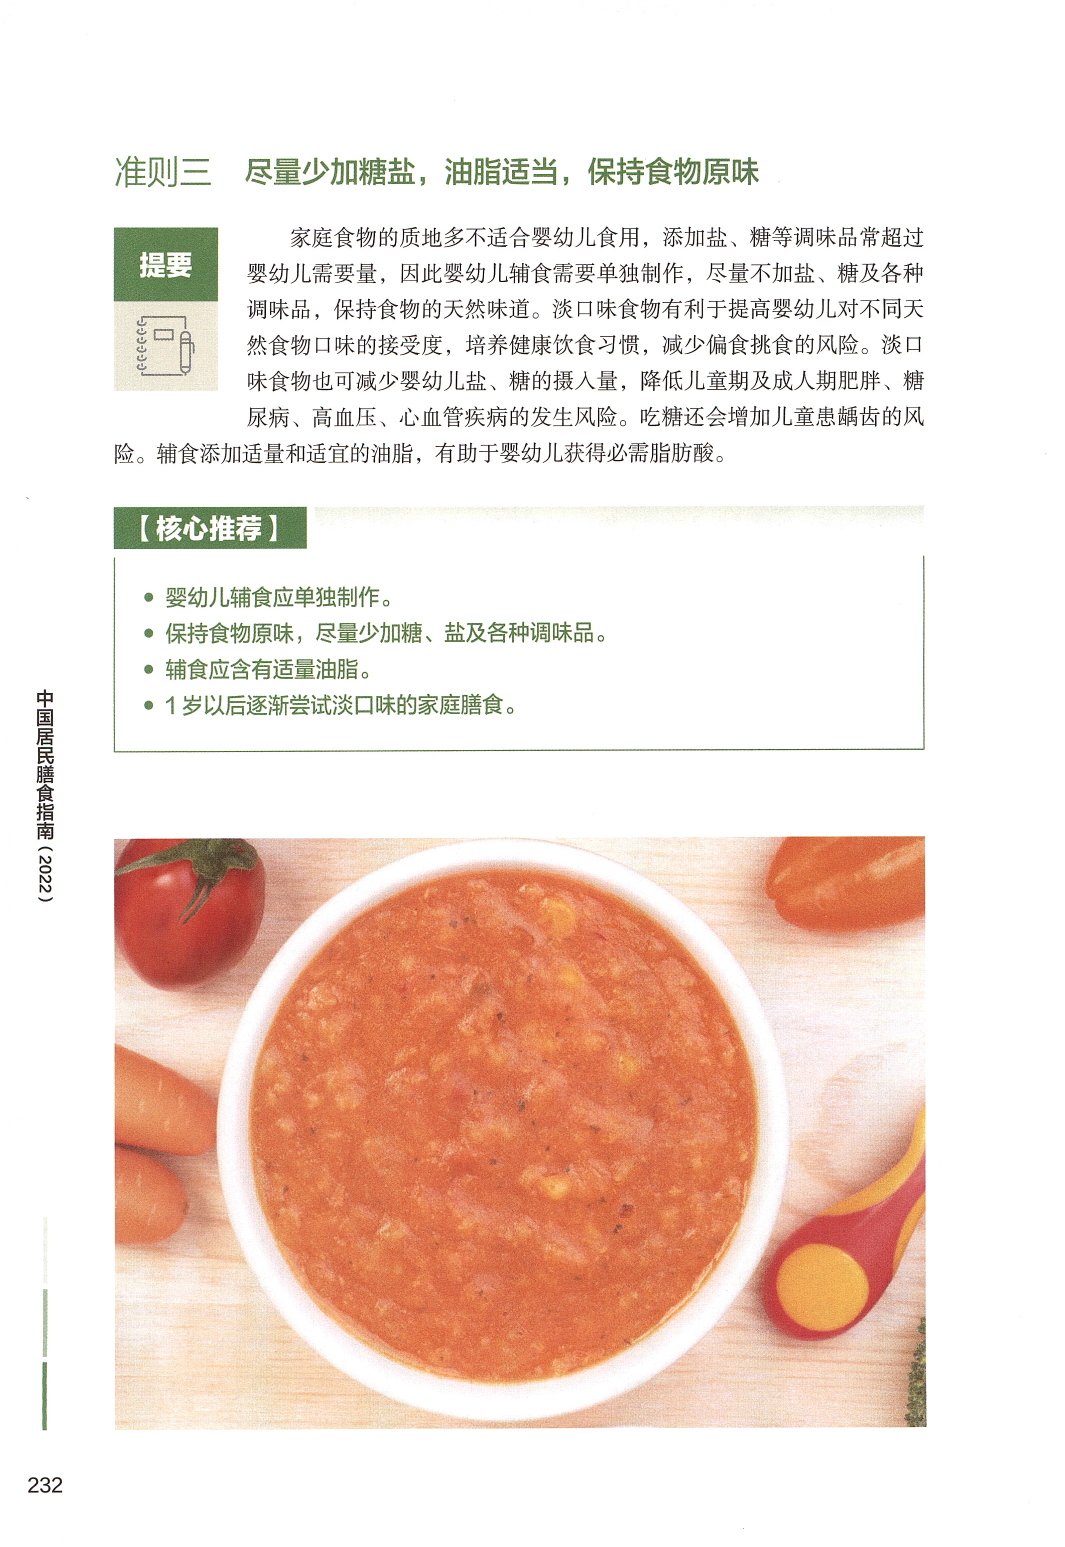 准则三 尽量少加糖盐，油脂适当，保持食物原味
提要
家庭食物的质地多不适合婴幼儿食用，添加盐、糖等调味品常超过
婴幼儿需要量，因此婴幼儿辅食需要单独制作，尽量不加盐、糖及各种
调味品，保持食物的天然味道。淡口味食物有利于提高婴幼儿对不同天
然食物口味的接受度，培养健康饮食习惯，减少偏食挑食的风险。淡口
味食物也可减少婴幼儿盐、糖的摄入量，降低儿童期及成人期肥胖、糖
尿病、高血压、心血管疾病的发生风险。吃糖还会增加儿童患龋齿的风
险。辅食添加适量和适宜的油脂，有助于婴幼儿获得必需脂肪酸。
【核心推荐】
• 婴幼儿辅食应单独制作。
• 保持食物原味，尽量少加糖、盐及各种调味品。
• 辅食应含有适量油脂。
• 1岁以后逐渐尝试淡口味的家庭膳食。
中国居民膳食指南（2022）
232